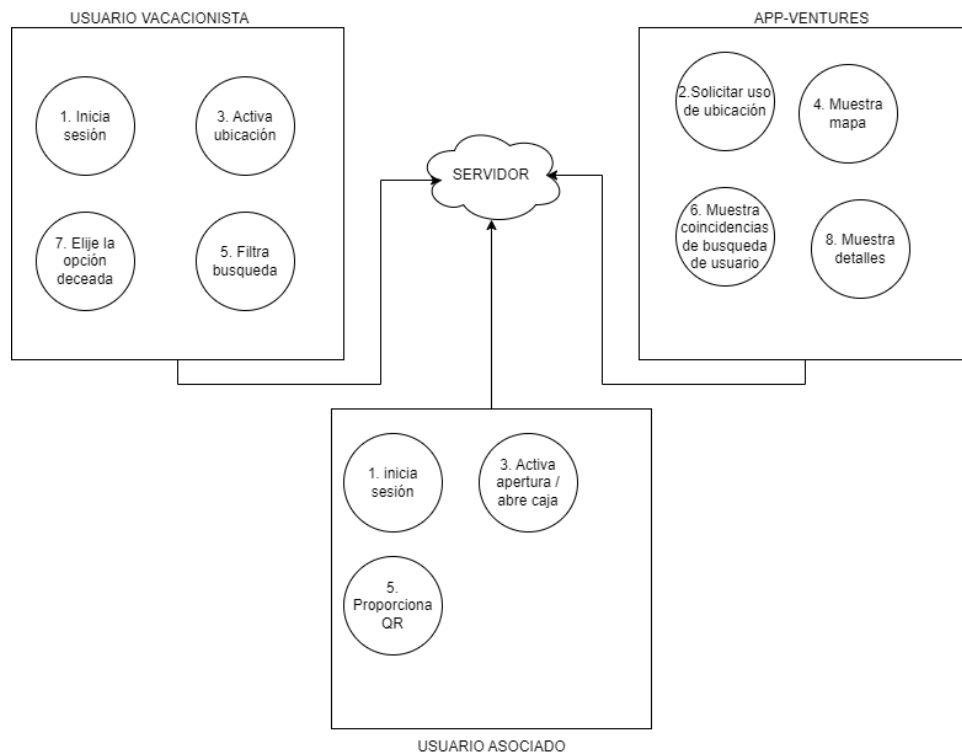 USUARIO VACACIONISTA
APP-VENTURES
1. Inicia
sesión
3. Activa
ubicación
7. Elije la
opción
deceada
5. Filtra
busqueda
SERVIDOR
2.Solicitar uso
de ubicación
4. Muestra
mapa
6. Muestra
coincidencias
de busqueda
de usuario
8. Muestra
detalles
1. inicia
sesión
3. Activa
apertura /
abre caja
5.
Proporciona
QR
USUARIO ASOCIADO